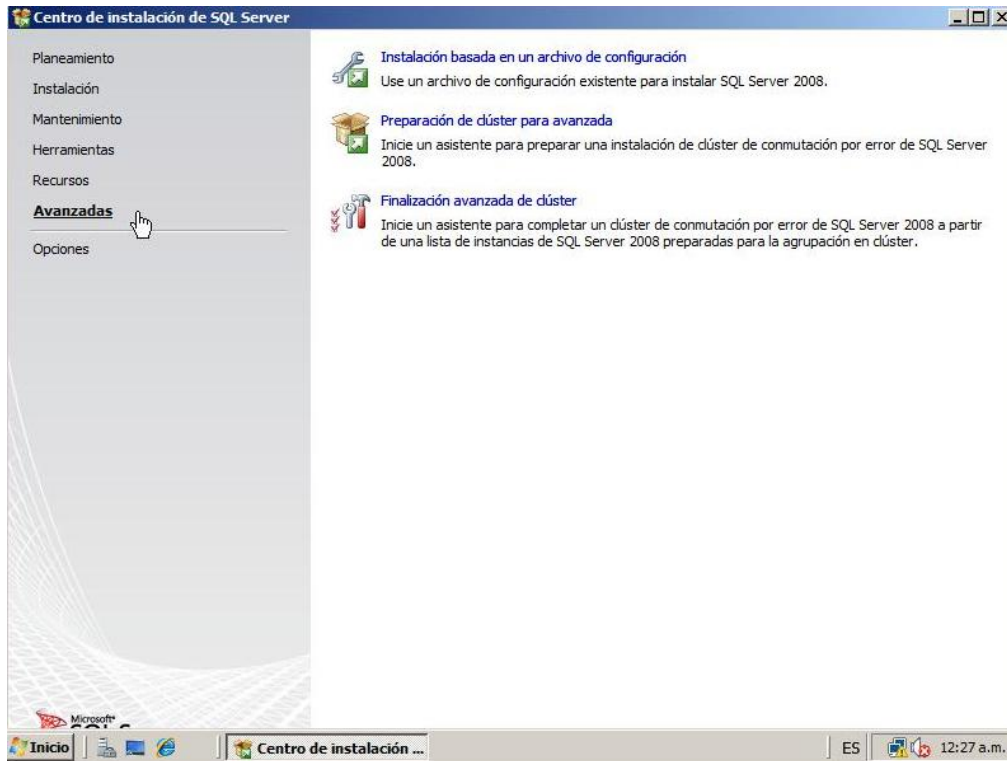 Centro de instalación de SQL Server
Planeamiento
Instalación
Mantenimiento
Herramientas
Recursos
Avanzadas
Opciones
Instalación basada en un archivo de configuración
Use un archivo de configuración existente para instalar SQL Server 2008.
Preparación de clúster para avanzada
Inicie un asistente para preparar una instalación de clúster de conmutación por error de SQL Server
2008.
Finalización avanzada de clúster
Inicie un asistente para completar un clúster de conmutación por error de SQL Server 2008 a partir
de una lista de instancias de SQL Server 2008 preparadas para la agrupación en clúster.
Microsoft
Inicio
Centro de instalación ...
ES
12:27 a.m.